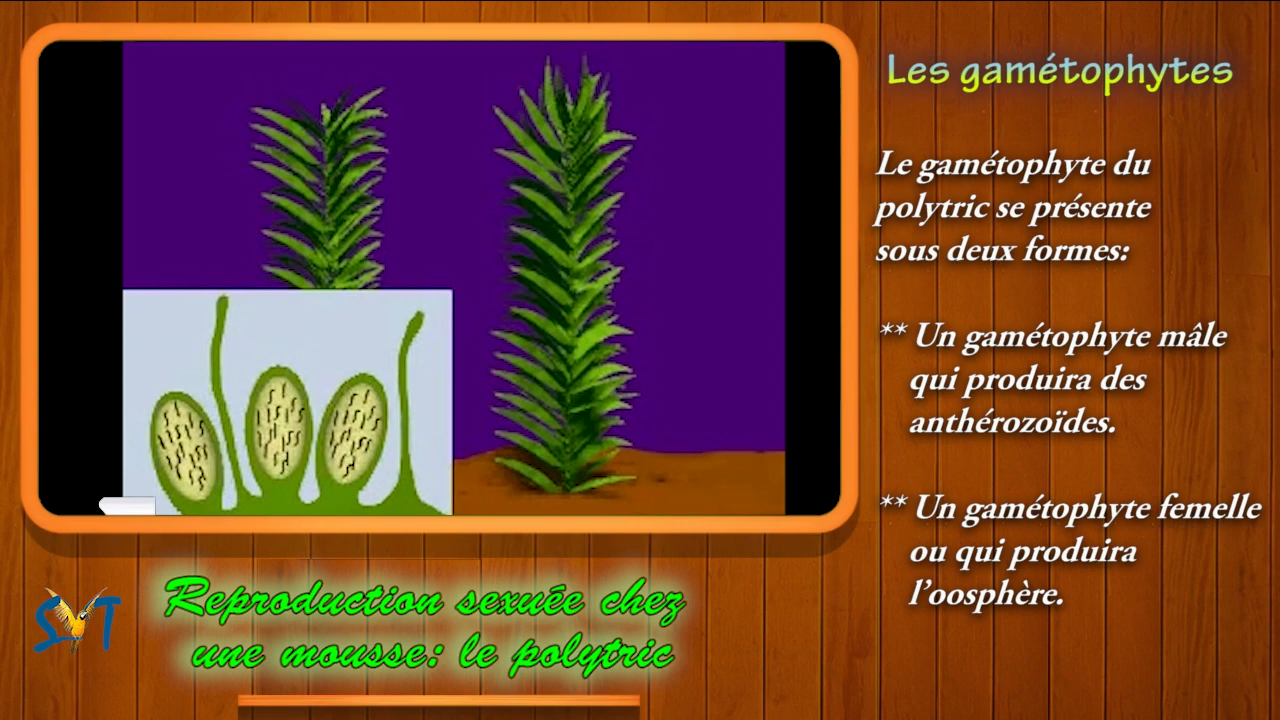 Les gamétophytes
Le gamétophyte du
polytric se présente
sous deux formes:
** Un gamétophyte mâle
qui produira des
anthérozoïdes.
** Un gamétophyte femelle
ou qui produira
l'oosphère.
Reproduction sexuée chez
une mousse: le polytric
SVT